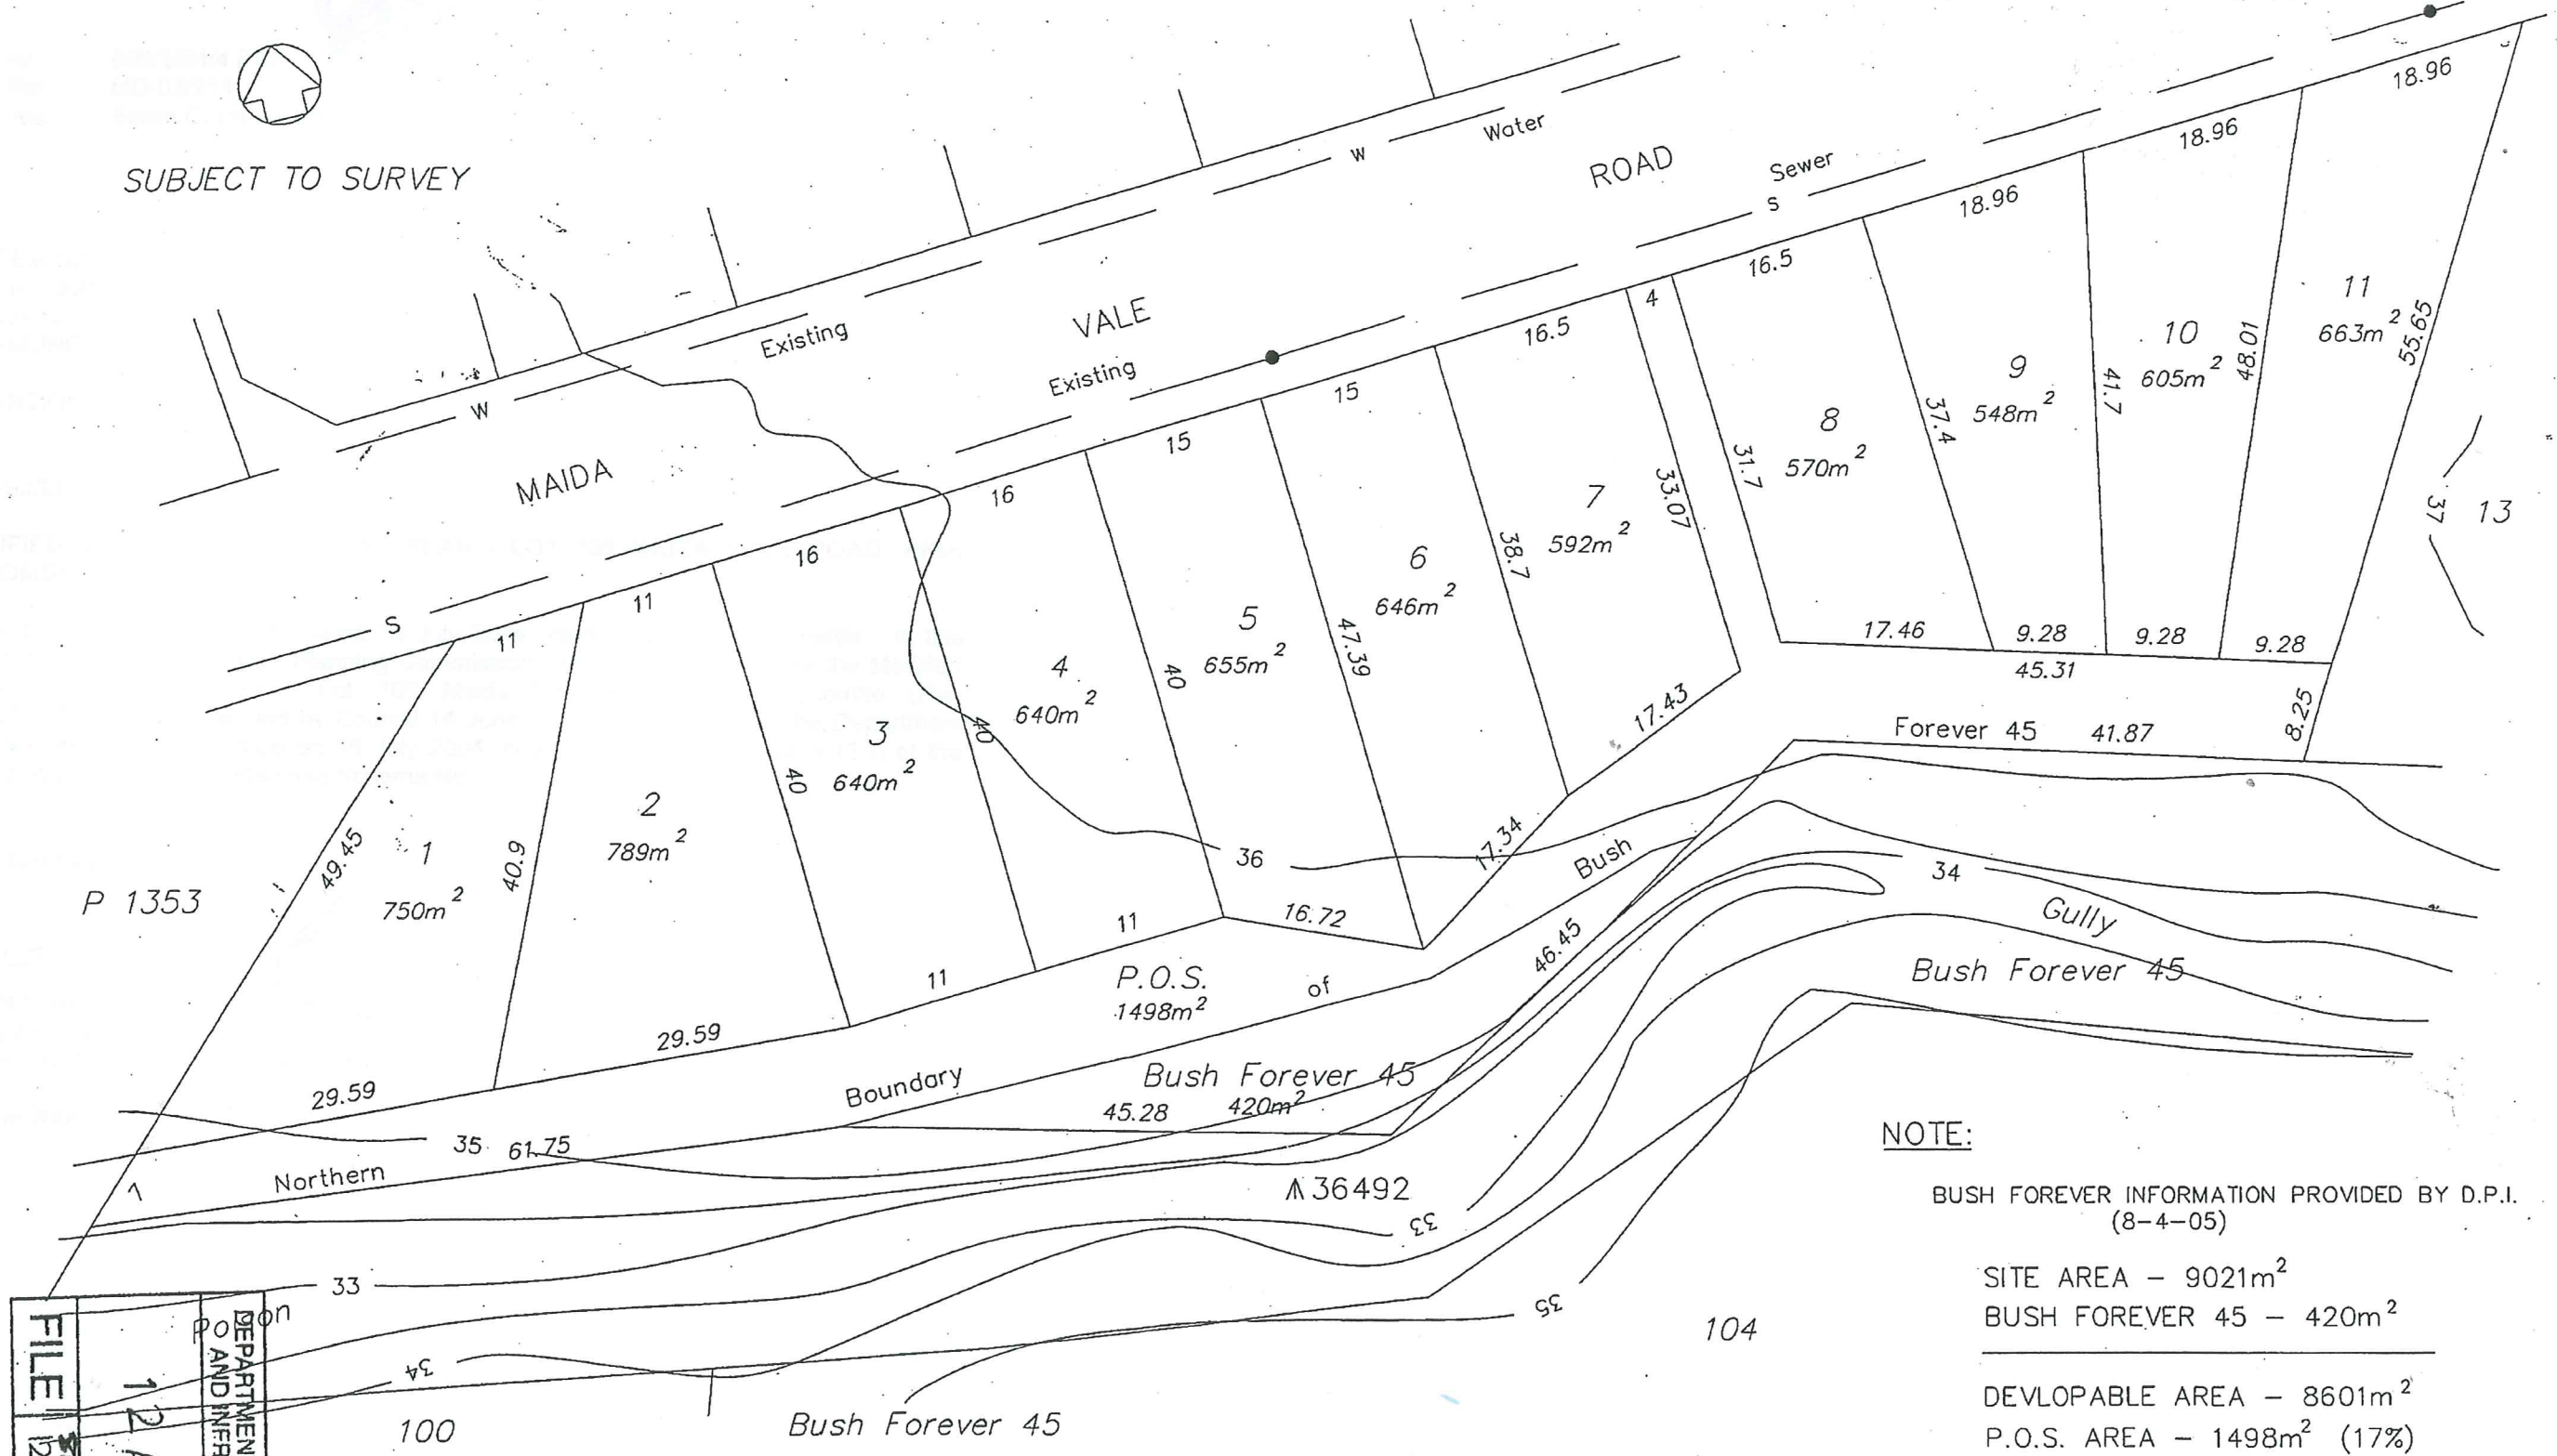 SUBJECT TO SURVEY
MAIDA
VALE
ROAD
Existing
W
W
Water
Existing
S
S
Sewer
11
11
16
16
15
15
16.5
4
16.5
18.96
18.96
18.96
18.96
P 1353
49.45
1
750m²
40.9
2
789m²
40
3
640m²
40
4
640m²
40
5
655m²
47.39
6
646m²
38.7
7
592m²
33.07
31.7
8
570m²
37.4
9
548m²
41.7
10
605m²
48.01
11
663m²
55.65
37
13
17.46
9.28
9.28
9.28
45.31
8.25
Forever 45
41.87
17.43
17.34
16.72
11
11
29.59
29.59
36
P.O.S.
1498m²
Northern
Boundary
of
Bush
35
61.75
Bush Forever 45
45.28
420m²
46.45
34
Gully
Bush Forever 45
36492
33
33
35
34
104
100
Bush Forever 45
NOTE:
BUSH FOREVER INFORMATION PROVIDED BY D.P.I.
(8-4-05)
SITE AREA - 9021m²
BUSH FOREVER 45 - 420m²
DEVLOPABLE AREA - 8601m²
P.O.S. AREA - 1498m² (17%)
FILE
12